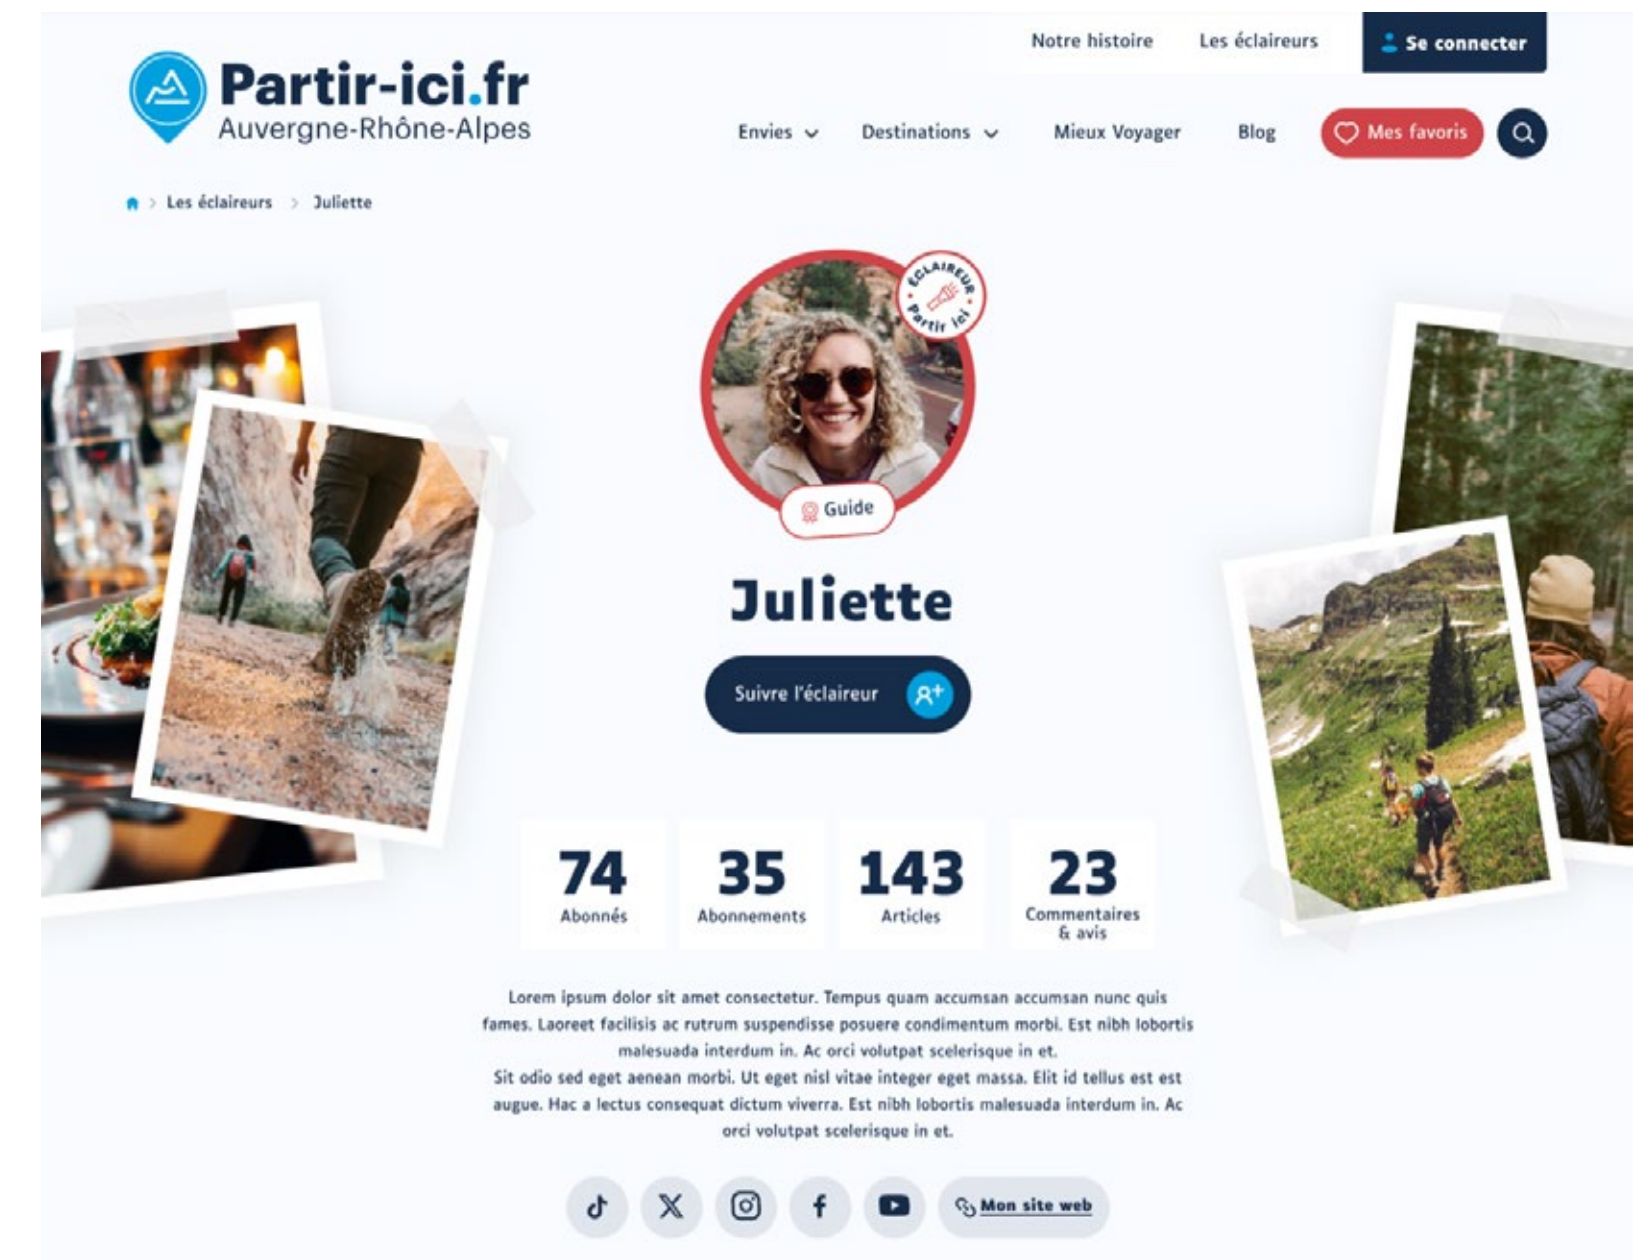 Notre histoire
Les éclaireurs
Se connecter
Partir-ici.fr
Auvergne-Rhône-Alpes
Envies
Destinations
Mieux Voyager
Blog
Mes favoris
> Les éclaireurs > Juliette
ÉCLAIREUR
Partir ici
Guide
Juliette
Suivre l'éclaireur
74
Abonnés
35
Abonnements
143
Articles
23
Commentaires
& avis
Lorem ipsum dolor sit amet consectetur. Tempus quam accumsan accumsan nunc quis
fames. Laoreet facilisis ac rutrum suspendisse posuere condimentum morbi. Est nibh lobortis
malesuada interdum in. Ac orci volutpat scelerisque in et.
Sit odio sed eget aenean morbi. Ut eget nisl vitae integer eget massa. Elit id tellus est est
augue. Hac a lectus consequat dictum viverra. Est nibh lobortis malesuada interdum in. Ac
orci volutpat scelerisque in et.
Mon site web